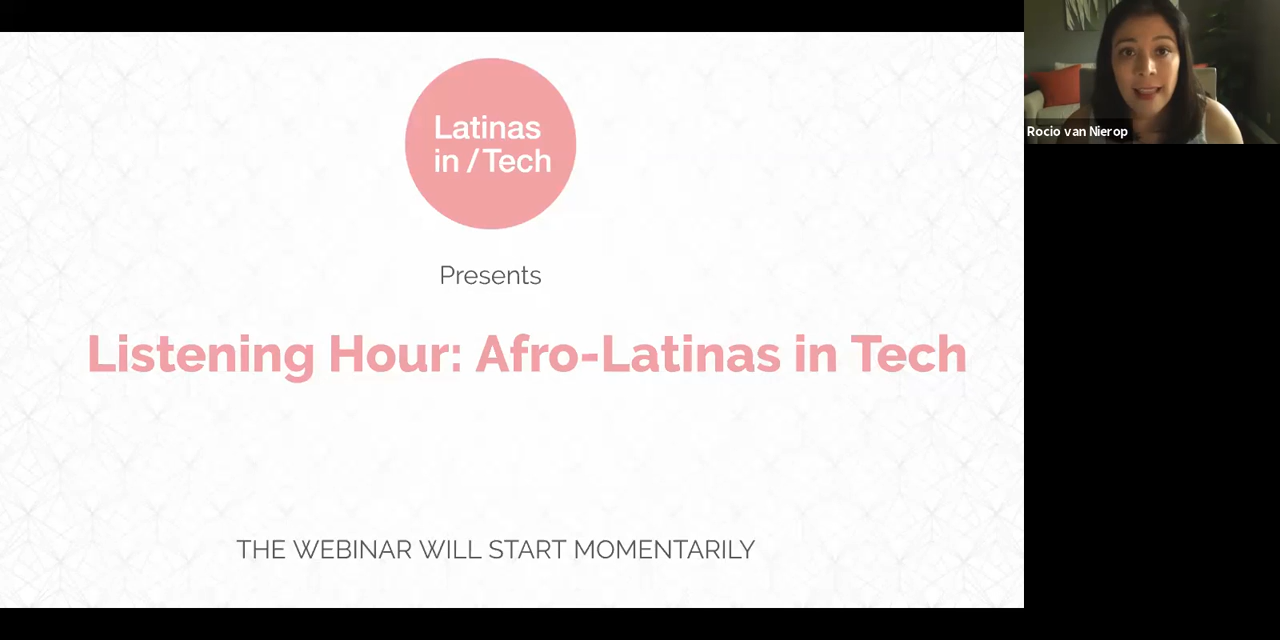 Latinas
in / Tech
Presents
Listening Hour: Afro-Latinas in Tech
THE WEBINAR WILL START MOMENTARILY
Rocio van Nierop